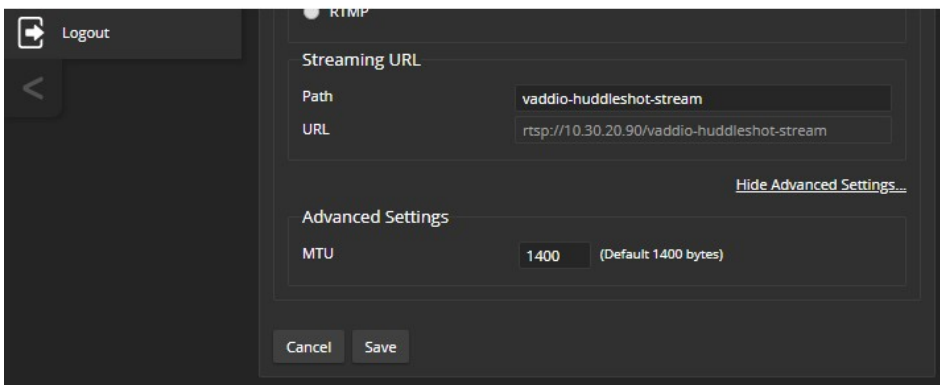 RTMP
Logout
Streaming URL
Path vaddio-huddleshot-stream
URL rtsp://10.30.20.90/vaddio-huddleshot-stream
Hide Advanced Settings...
Advanced Settings
MTU 1400 (Default 1400 bytes)
Cancel Save